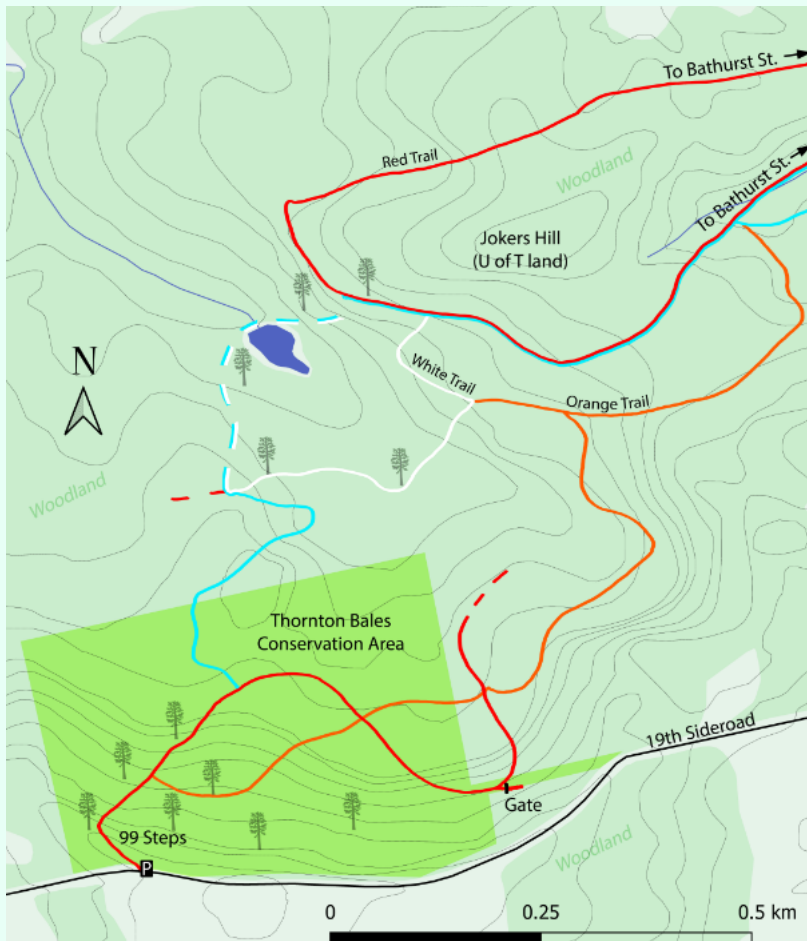 To Bathurst St.
Red Trail
Woodland
To Bathurst St.
Jokers Hill
(U of T land)
N
White Trail
Orange Trail
Woodland
Thornton Bales
Conservation Area
19th Sideroad
Gate
99 Steps
P
Woodland
0 0.25 0.5 km